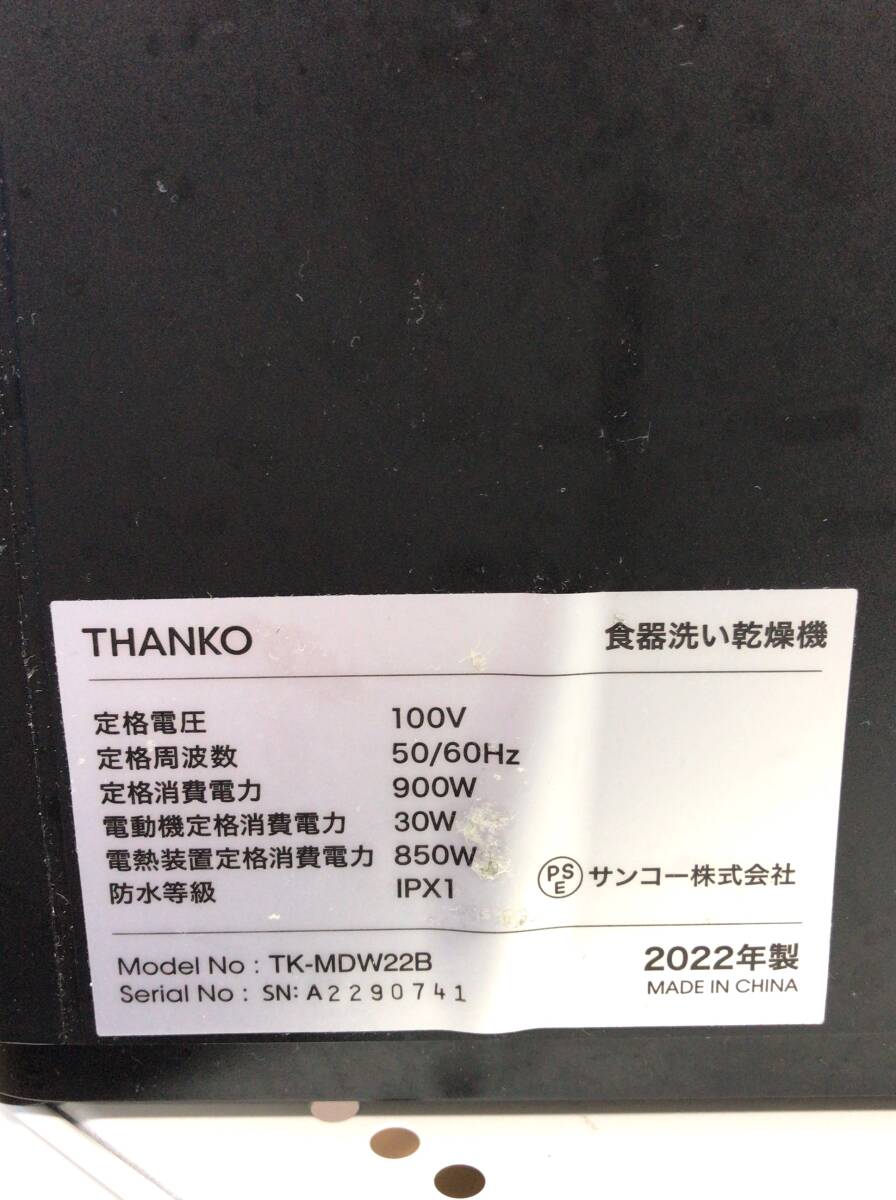 THANKO 食器洗い乾燥機
定格電圧 100V
定格周波数 50/60Hz
定格消費電力 900W
電動機定格消費電力 30W
電熱装置定格消費電力 850W
防水等級 IPX1
PSE サンコー株式会社
Model No : TK-MDW22B
Serial No : SN: A2290741
2022年製
MADE IN CHINA